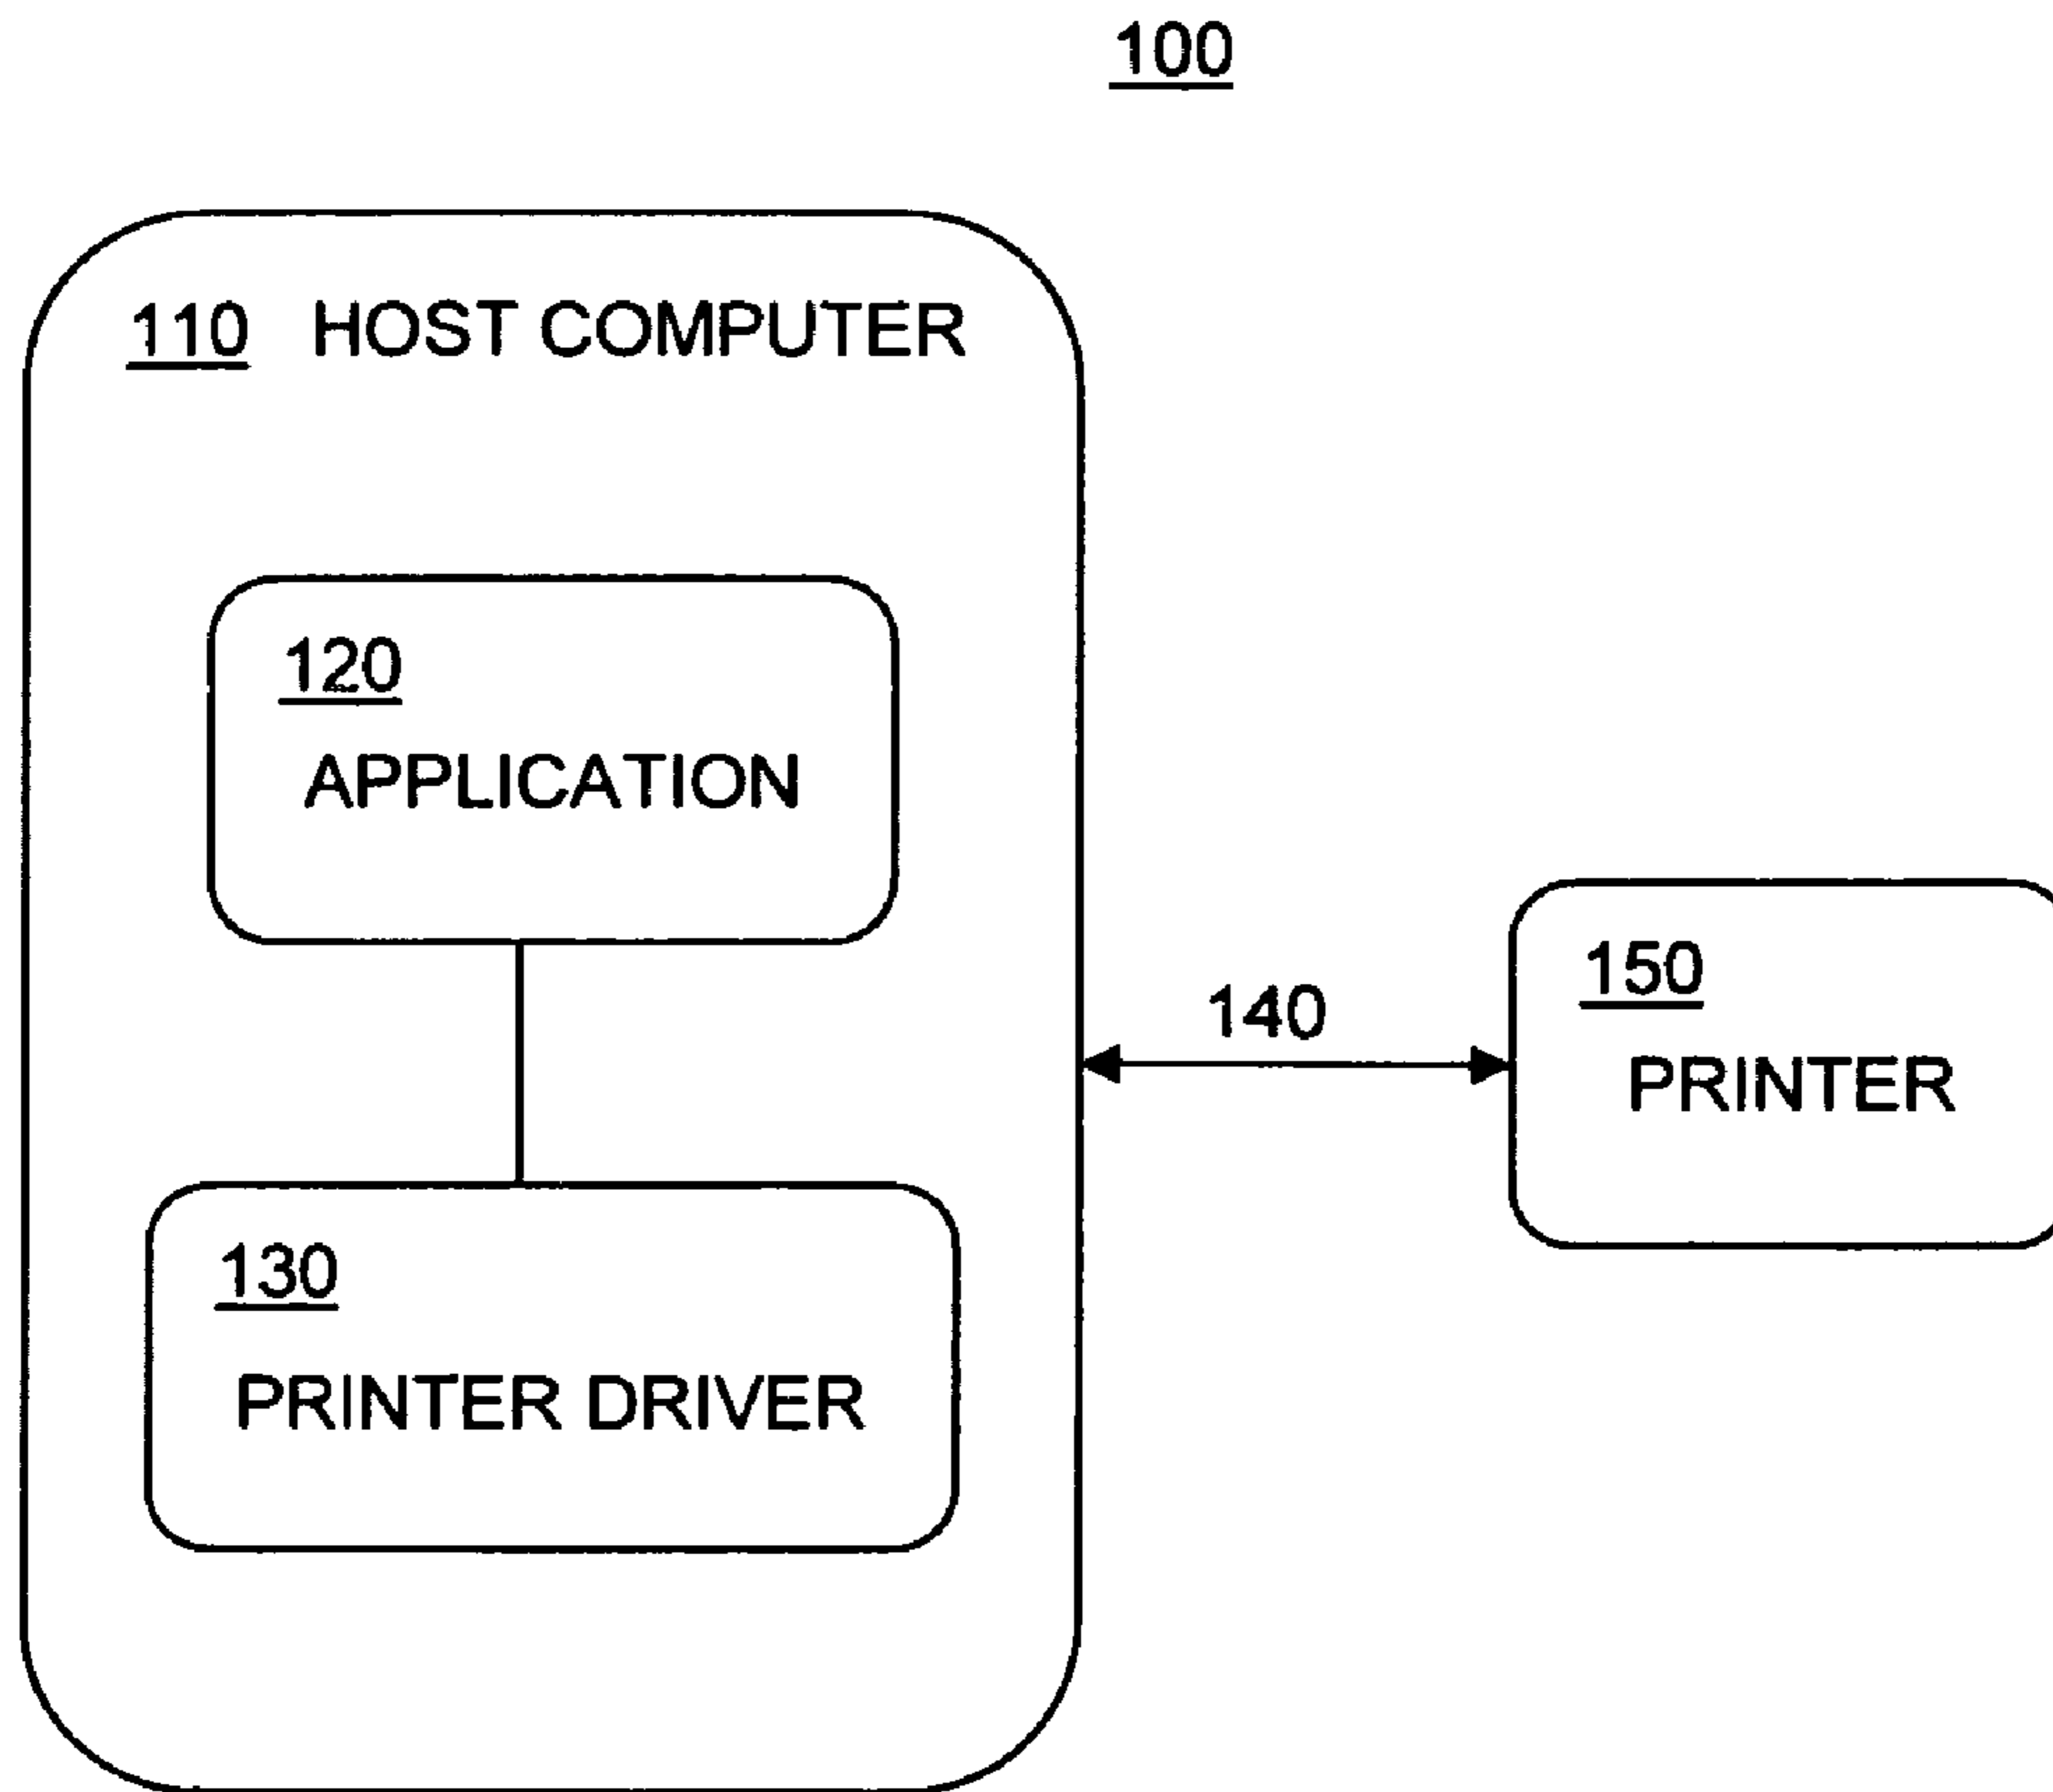 100
110 HOST COMPUTER
120
APPLICATION
140
150
PRINTER
130
PRINTER DRIVER